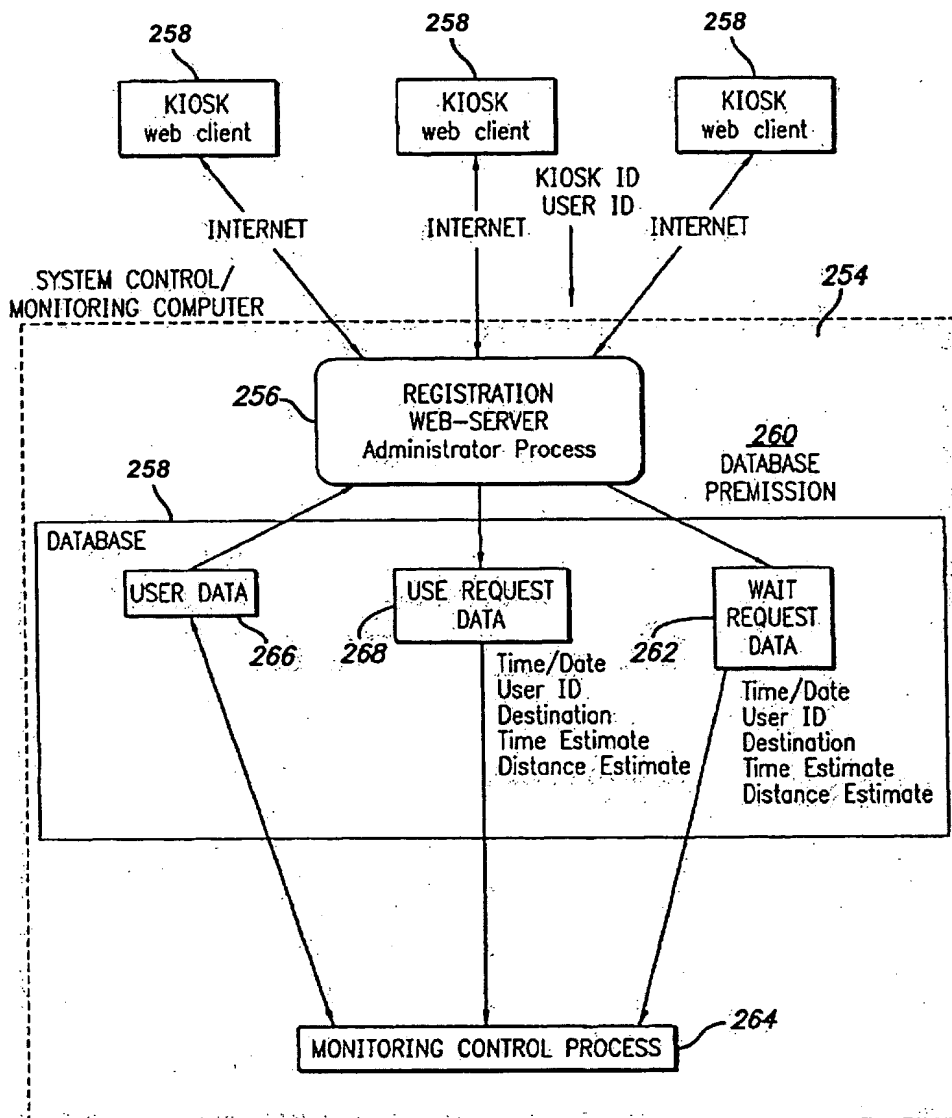 258
258
258
KIOSK
web client
KIOSK
web client
KIOSK
web client
KIOSK ID
USER ID
INTERNET
INTERNET
INTERNET
SYSTEM CONTROL/
MONITORING COMPUTER
254
256
REGISTRATION
WEB-SERVER
Administrator Process
260
DATABASE
PREMISSION
258
DATABASE
USER DATA
266
USE REQUEST
DATA
268
WAIT
REQUEST
DATA
262
Time/Date
User ID
Destination
Time Estimate
Distance Estimate
Time/Date
User ID
Destination
Time Estimate
Distance Estimate
264
MONITORING CONTROL PROCESS